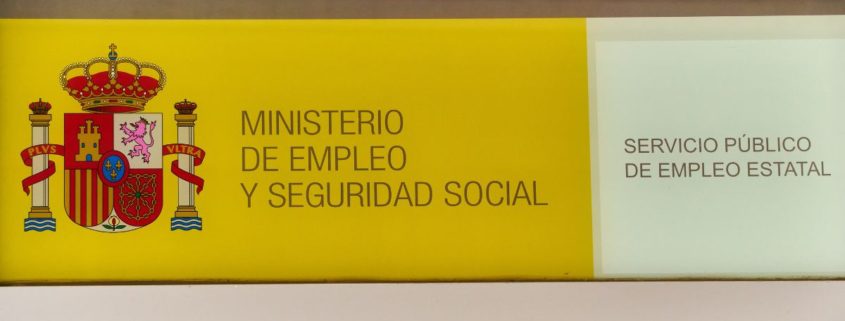 PLVS VLTRA
MINISTERIO
DE EMPLEO
Y SEGURIDAD SOCIAL
SERVICIO PÚBLICO
DE EMPLEO ESTATAL